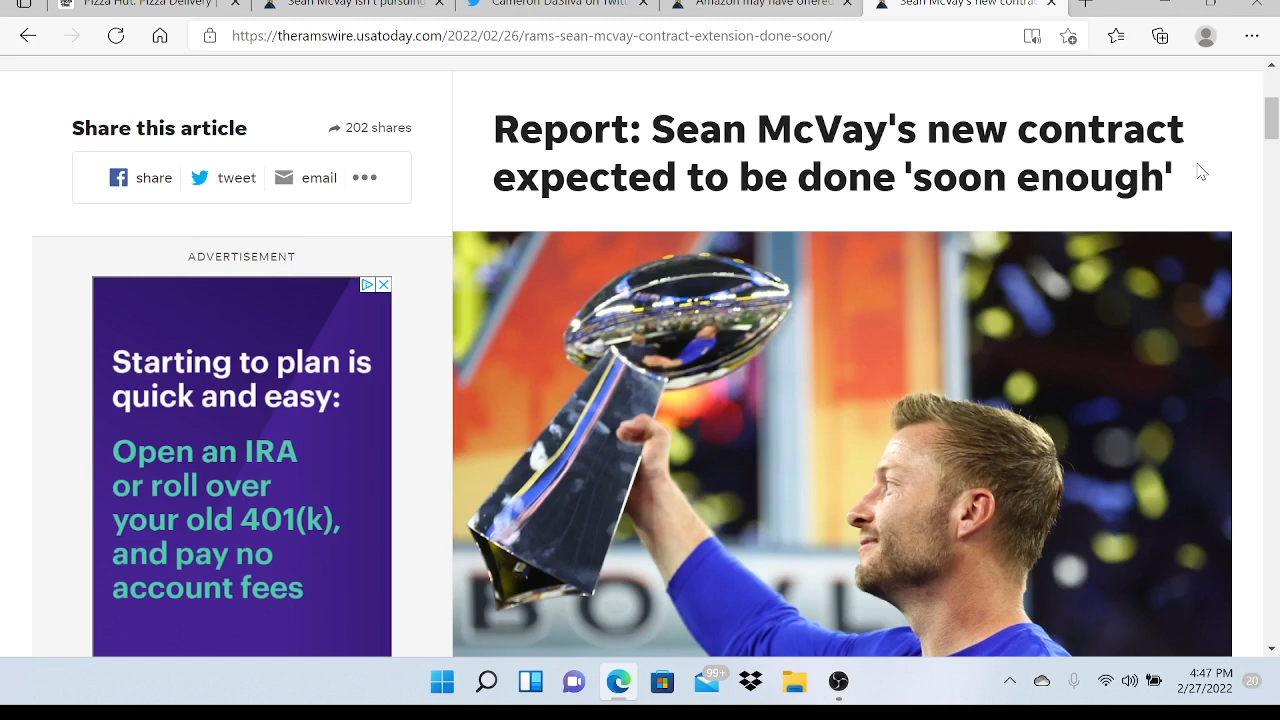 Pizza Hut. Pizza Delivery |
Sean McVay isn't pursuing
Cameron DaSilva on Twitt
Amazon may have offered
Sean McVay's new contrac
https://theramswire.usatoday.com/2022/02/26/rams-sean-mcvay-contract-extension-done-soon/
Share this article
202 shares
share
tweet
email
Report: Sean McVay's new contract
expected to be done 'soon enough'
ADVERTISEMENT
Starting to plan is
quick and easy:
Open an IRA
or roll over
your old 401(k),
and pay no
account fees
BOWL
99+
4:47 PM
2/27/2022
20